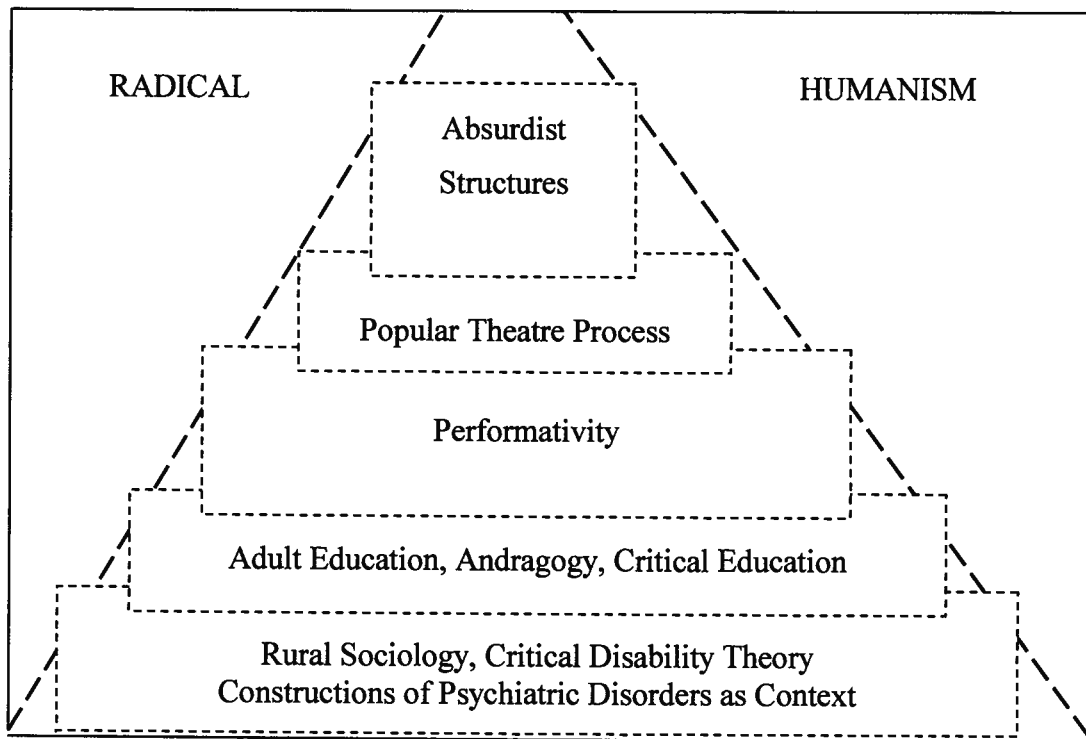 RADICAL
HUMANISM
Absurdist
Structures
Popular Theatre Process
Performativity
Adult Education, Andragogy, Critical Education
Rural Sociology, Critical Disability Theory
Constructions of Psychiatric Disorders as Context